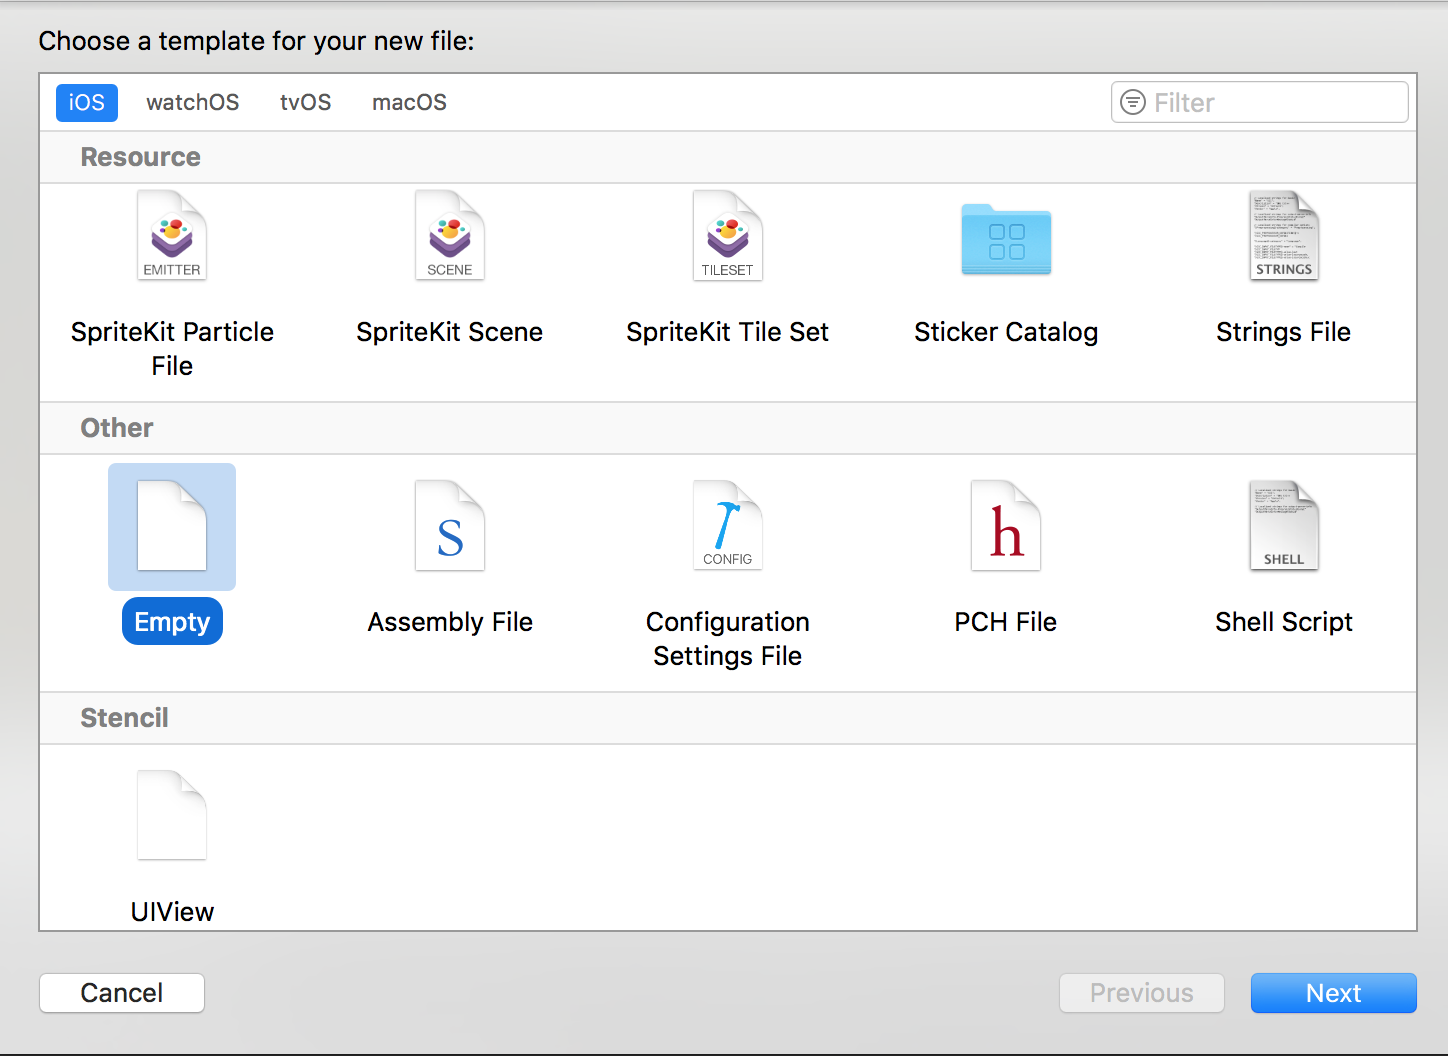 Choose a template for your new file:
iOS watchOS tvOS macOS Filter
Resource
EMITTER SCENE TILESET STRINGS
SpriteKit Particle File SpriteKit Scene SpriteKit Tile Set Sticker Catalog Strings File
Other
S CONFIG h SHELL
Empty Assembly File Configuration Settings File PCH File Shell Script
Stencil
UIView
Cancel Previous Next